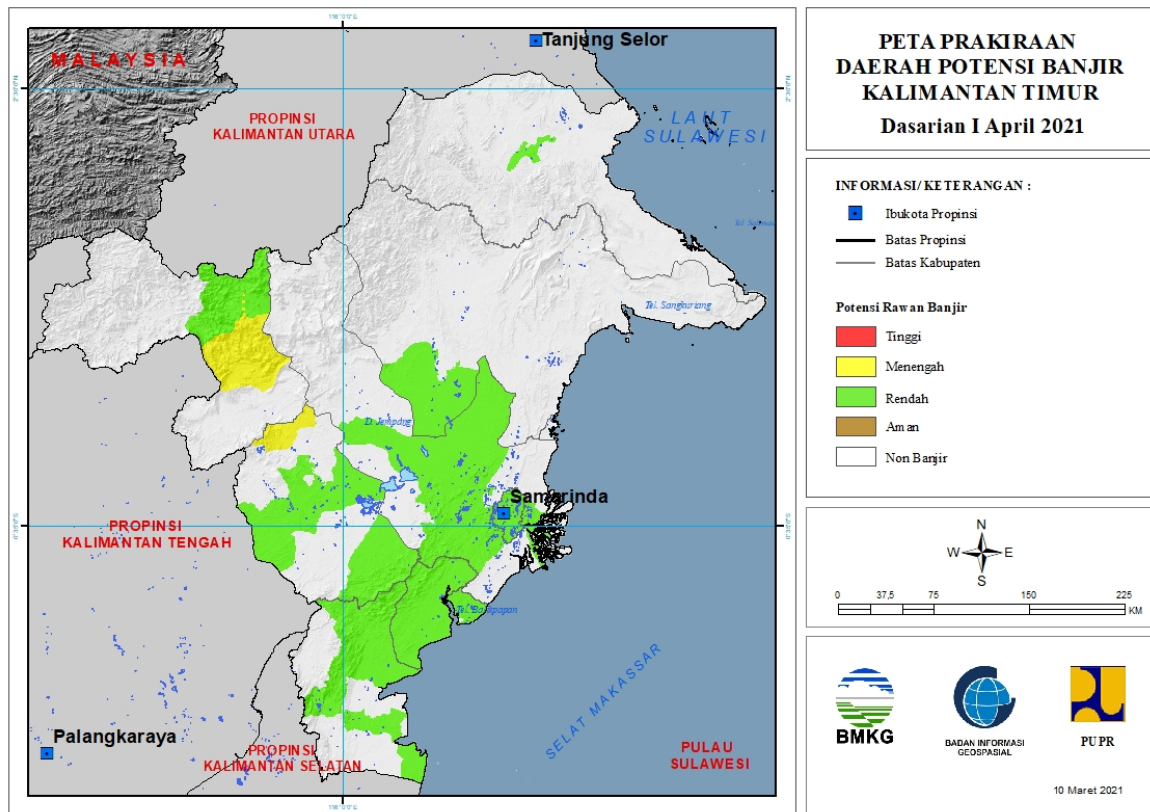 PETA PRAKIRAAN
DAERAH POTENSI BANJIR
KALIMANTAN TIMUR
Dasarian I April 2021
Tanjung Selor
MALAYSIA
PROPINSI
KALIMANTAN UTARA
LAUT
SULAWESI
Tel. Sangkuriang
D. Jempang
Samarinda
PROPINSI
KALIMANTAN TENGAH
Tel. Balikpapan
SELAT MAKASSAR
Palangkaraya
PROPINSI
KALIMANTAN SELATAN
PULAU
SULAWESI
INFORMASI/ KETERANGAN :
Ibukota Propinsi
Batas Propinsi
Batas Kabupaten
Potensi Rawan Banjir
Tinggi
Menengah
Rendah
Aman
Non Banjir
N
W E
S
0 37,5 75 150 225
KM
BMKG
BADAN INFORMASI
GEOSPASIAL
PUPR
10 Maret 2021